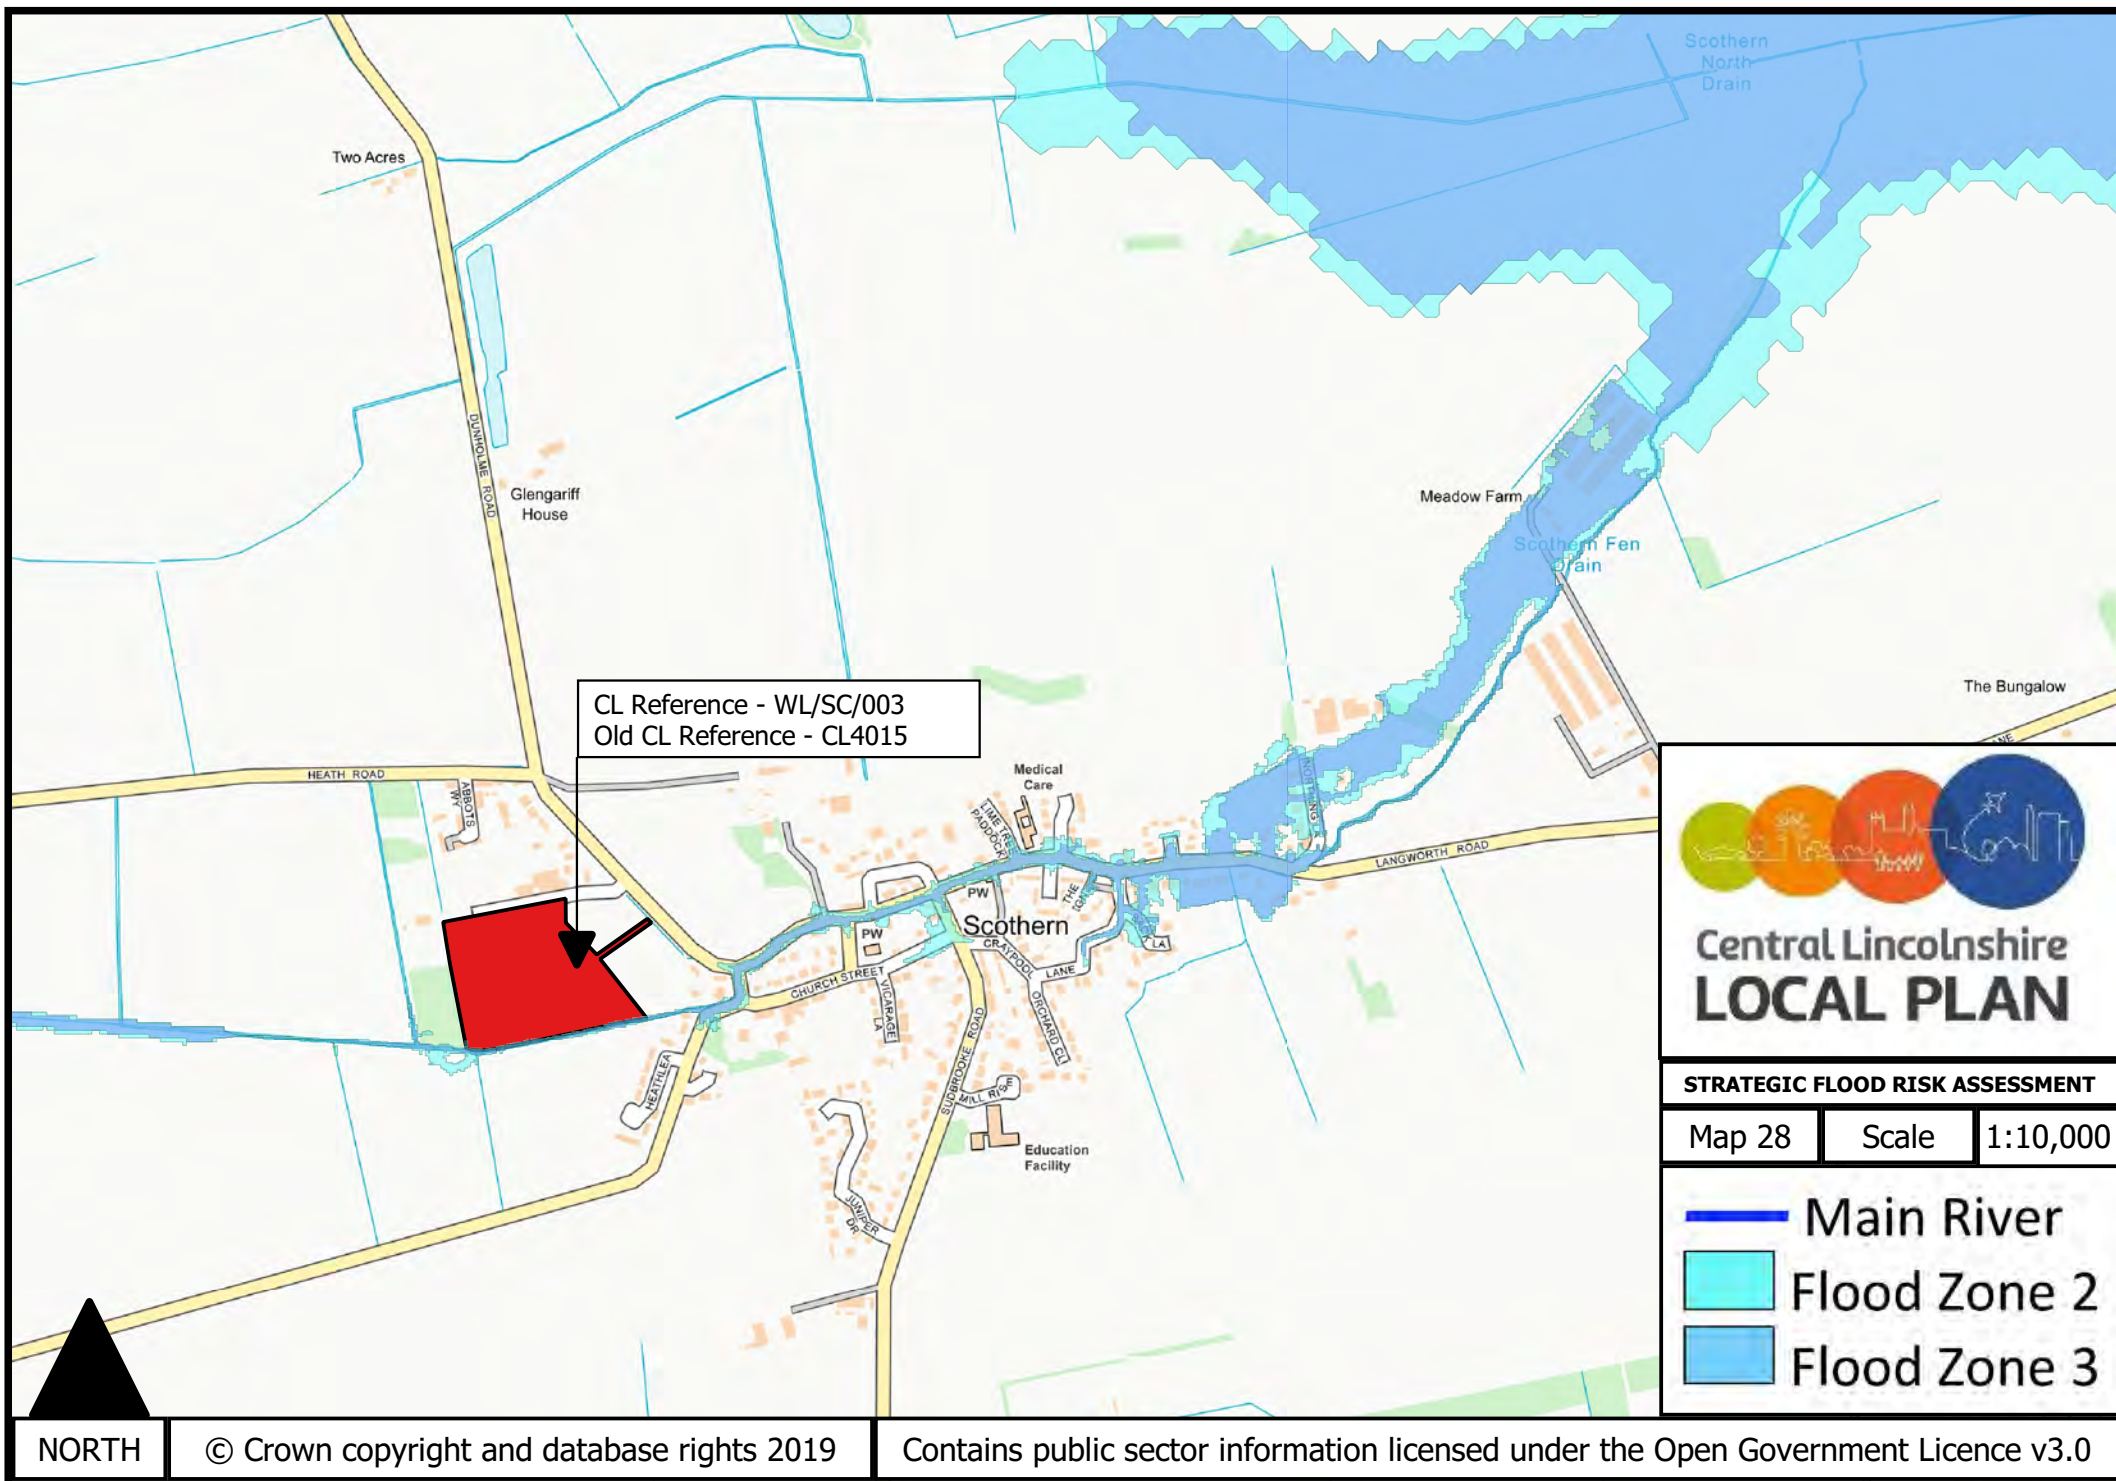 Scothern
North
Drain
Two Acres
DUNHOLME ROAD
Glengariff
House
Meadow Farm
Scothern Fen
Drain
The Bungalow
CL Reference - WL/SC/003
Old CL Reference - CL4015
HEATH ROAD
ABBOTS
WY
Medical
Care
LIME TREE
PADDOCK
LANGWORTH ROAD
PW
THE
Scothern
PW
CRAYPOOL
LANE
LA
CHURCH STREET
VICARAGE
LA
ORCHARD CL
SUDBROOKE ROAD
HEATHLEA
MILL RISE
Education
Facility
JUNIPER
DR
Central Lincolnshire
LOCAL PLAN
STRATEGIC FLOOD RISK ASSESSMENT
Map 28
Scale
1:10,000
Main River
Flood Zone 2
Flood Zone 3
NORTH
© Crown copyright and database rights 2019
Contains public sector information licensed under the Open Government Licence v3.0